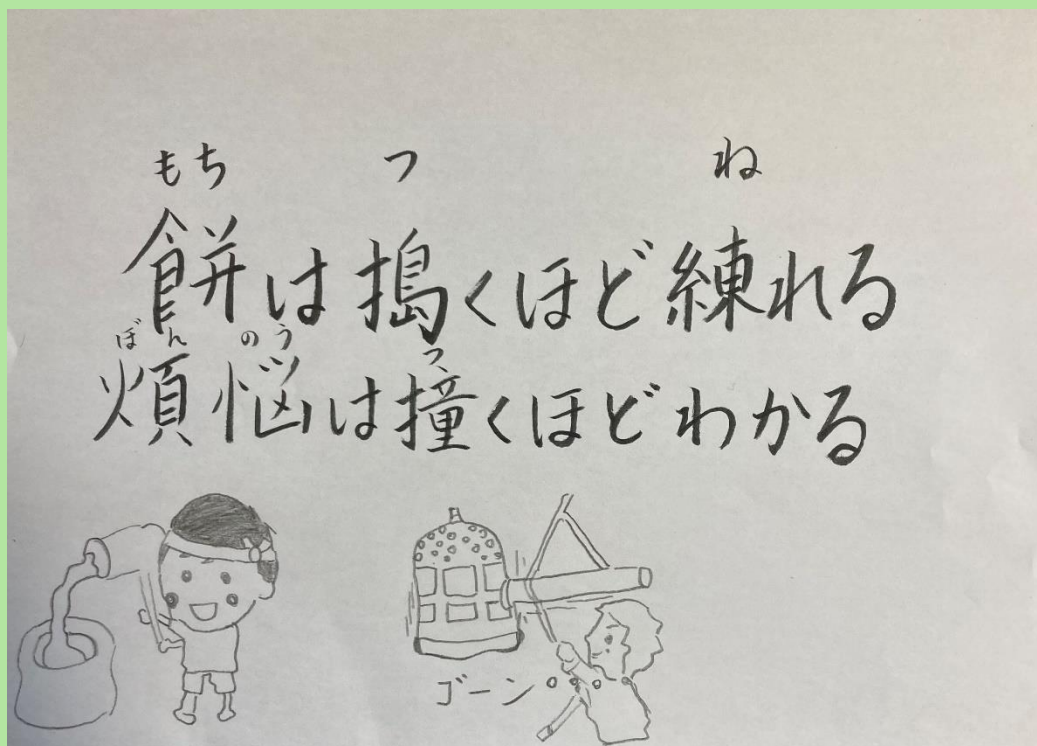 もち つ ね
餅は搗くほど練れる
ぼん のう つ
煩悩は撞くほどわかる
ゴーン。。。